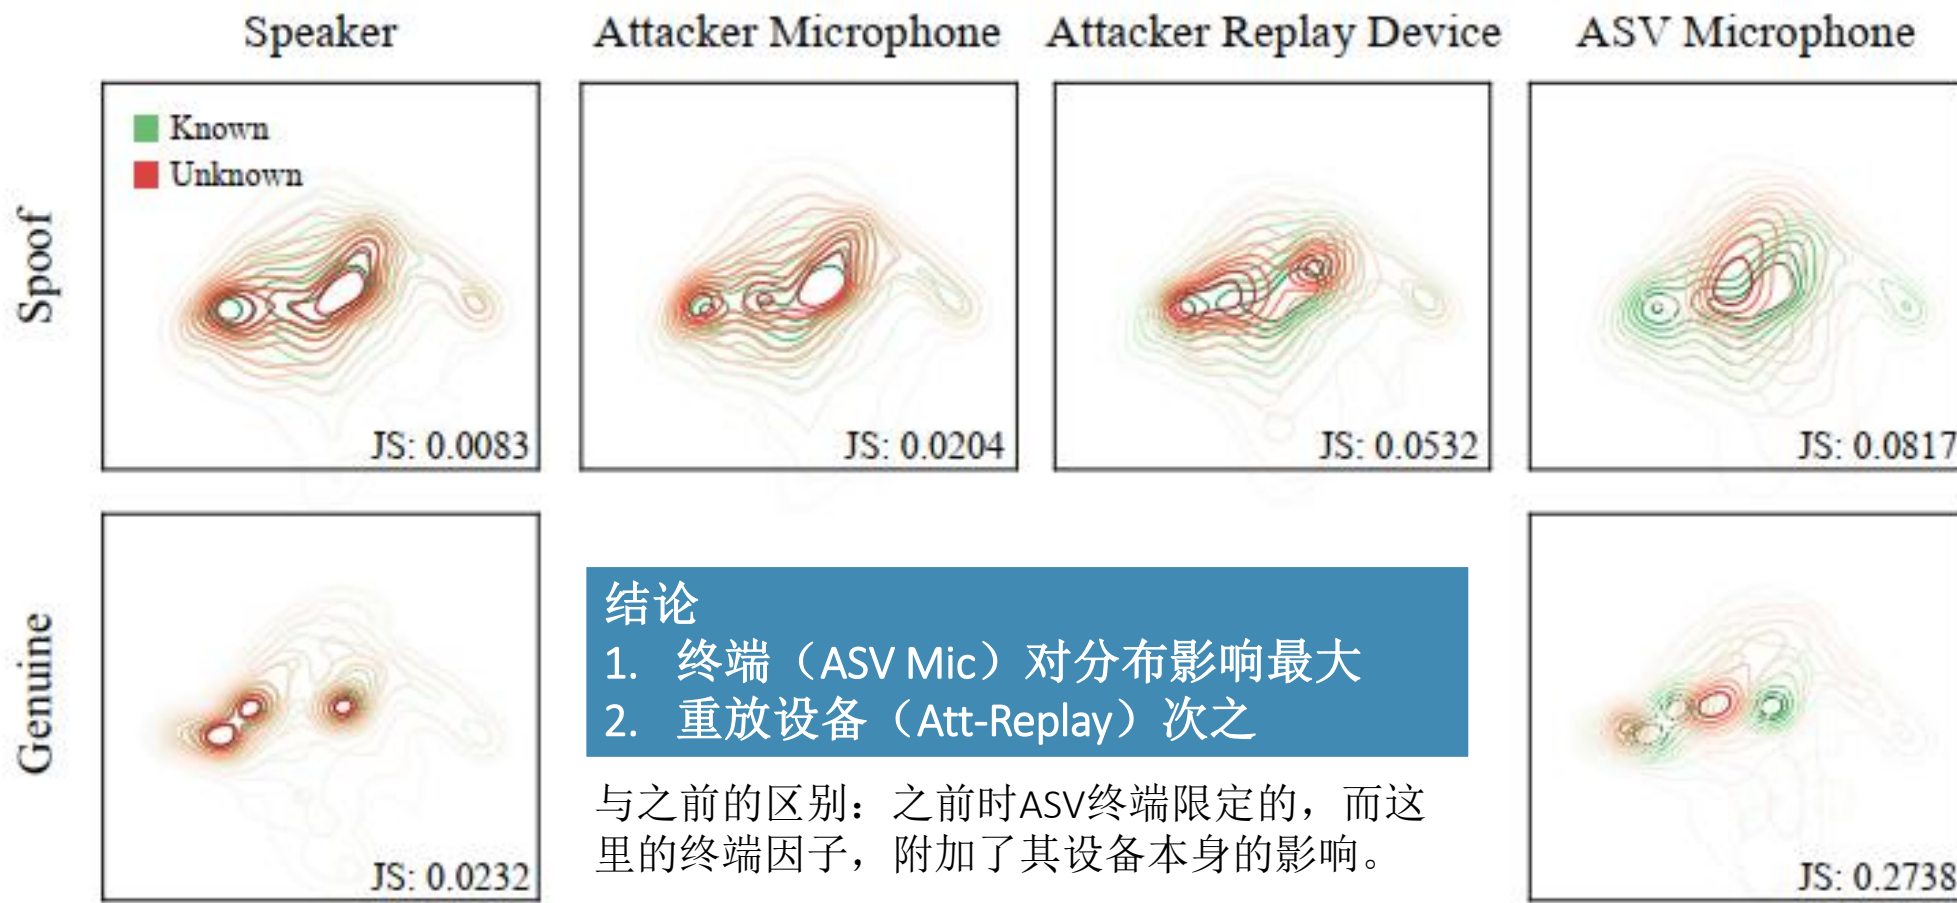 Speaker
Attacker Microphone
Attacker Replay Device
ASV Microphone
Spoof
Known
Unknown
JS: 0.0083
JS: 0.0204
JS: 0.0532
JS: 0.0817
Genuine
JS: 0.0232
结论
1. 终端（ASV Mic）对分布影响最大
2. 重放设备（Att-Replay）次之
与之前的区别：之前时ASV终端限定的，而这
里的终端因子，附加了其设备本身的影响。
JS: 0.2738